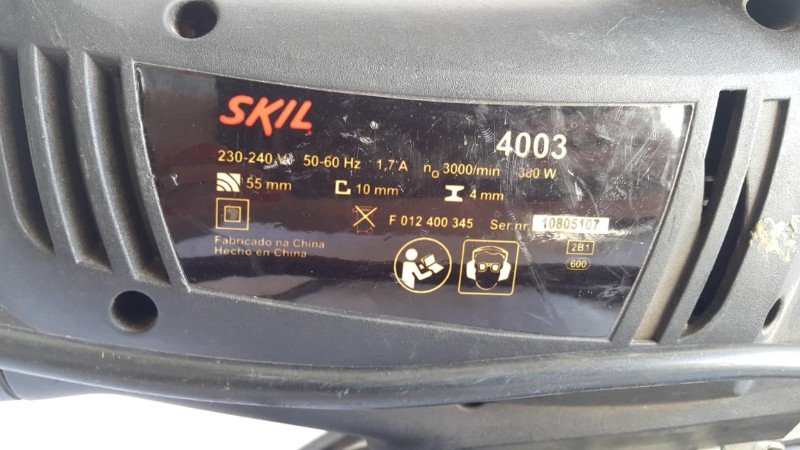 SKIL
4003
230-240 V 50-60 Hz 1,7 A n₀ 3000/min 380 W
55 mm 10 mm 4 mm
F 012 400 345 Ser.nr. 10805107
Fabricado na China
Hecho en China
2B1
600